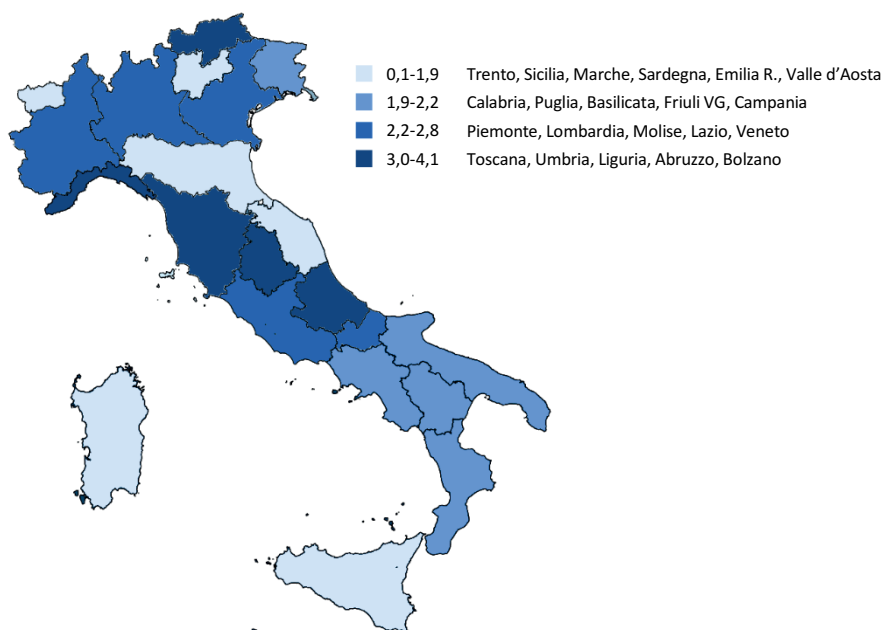 0,1-1,9 Trento, Sicilia, Marche, Sardegna, Emilia R., Valle d’Aosta
1,9-2,2 Calabria, Puglia, Basilicata, Friuli VG, Campania
2,2-2,8 Piemonte, Lombardia, Molise, Lazio, Veneto
3,0-4,1 Toscana, Umbria, Liguria, Abruzzo, Bolzano